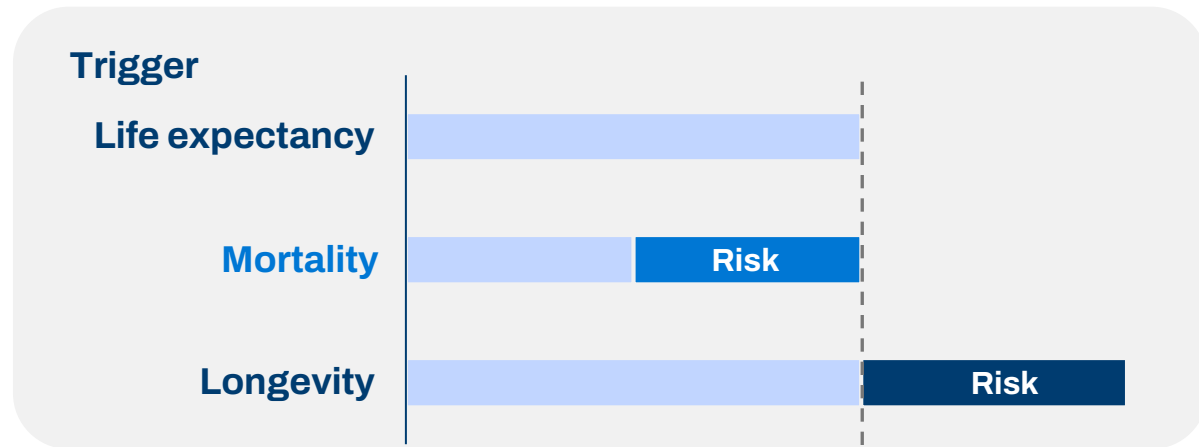 Trigger
Life expectancy
Mortality
Risk
Longevity
Risk